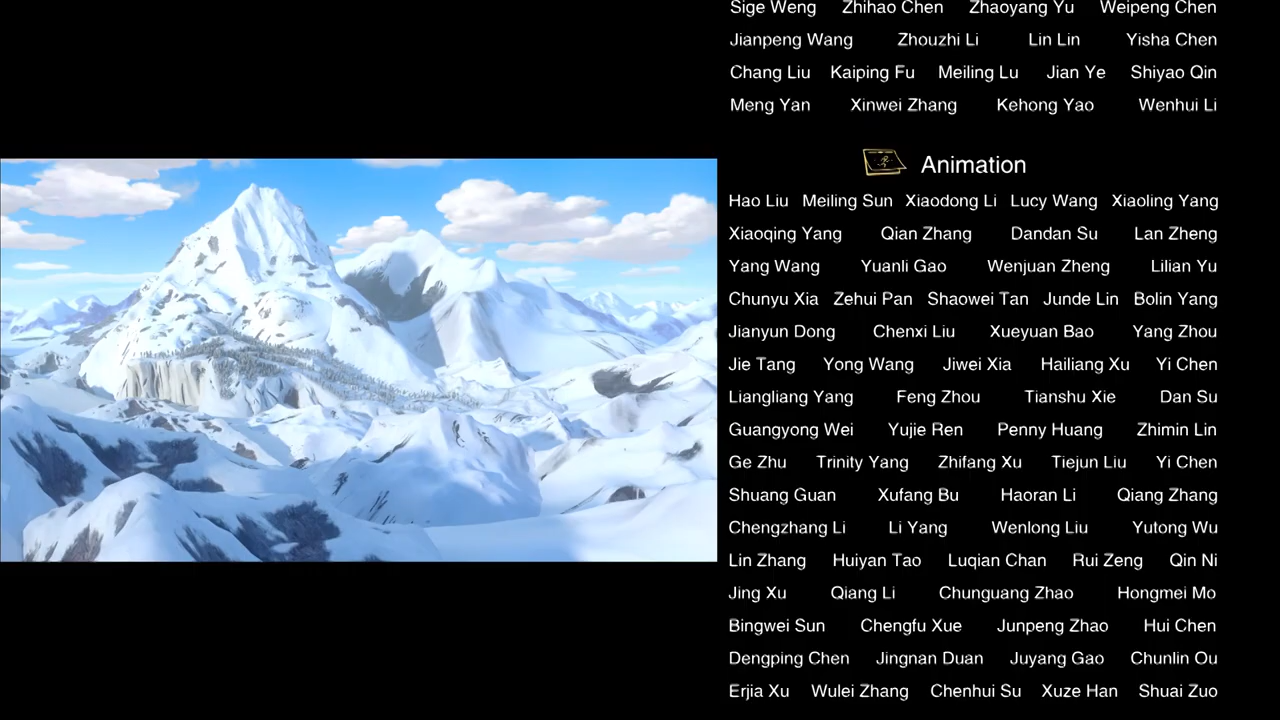 Sige Weng Zhihao Chen Zhaoyang Yu Weipeng Chen
Jianpeng Wang Zhouzhi Li Lin Lin Yisha Chen
Chang Liu Kaiping Fu Meiling Lu Jian Ye Shiyao Qin
Meng Yan Xinwei Zhang Kehong Yao Wenhui Li
Animation
Hao Liu Meiling Sun Xiaodong Li Lucy Wang Xiaoling Yang
Xiaoqing Yang Qian Zhang Dandan Su Lan Zheng
Yang Wang Yuanli Gao Wenjuan Zheng Lilian Yu
Chunyu Xia Zehui Pan Shaowei Tan Junde Lin Bolin Yang
Jianyun Dong Chenxi Liu Xueyuan Bao Yang Zhou
Jie Tang Yong Wang Jiwei Xia Hailiang Xu Yi Chen
Liangliang Yang Feng Zhou Tianshu Xie Dan Su
Guangyong Wei Yujie Ren Penny Huang Zhimin Lin
Ge Zhu Trinity Yang Zhifang Xu Tiejun Liu Yi Chen
Shuang Guan Xufang Bu Haoran Li Qiang Zhang
Chengzhang Li Li Yang Wenlong Liu Yutong Wu
Lin Zhang Huiyan Tao Luqian Chan Rui Zeng Qin Ni
Jing Xu Qiang Li Chunguang Zhao Hongmei Mo
Bingwei Sun Chengfu Xue Junpeng Zhao Hui Chen
Dengping Chen Jingnan Duan Juyang Gao Chunlin Ou
Erjia Xu Wulei Zhang Chenhui Su Xuze Han Shuai Zuo